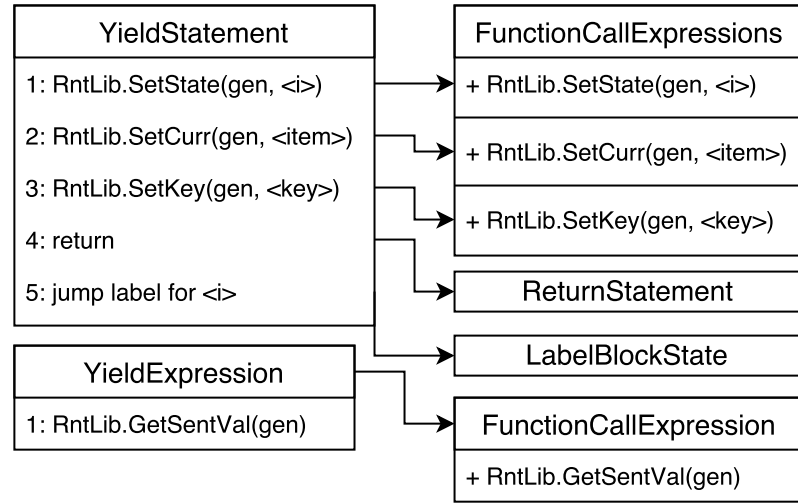 YieldStatement
1: RntLib.SetState(gen, <i>)
2: RntLib.SetCurr(gen, <item>)
3: RntLib.SetKey(gen, <key>)
4: return
5: jump label for <i>
YieldExpression
1: RntLib.GetSentVal(gen)
FunctionCallExpressions
+ RntLib.SetState(gen, <i>)
+ RntLib.SetCurr(gen, <item>)
+ RntLib.SetKey(gen, <key>)
ReturnStatement
LabelBlockState
FunctionCallExpression
+ RntLib.GetSentVal(gen)